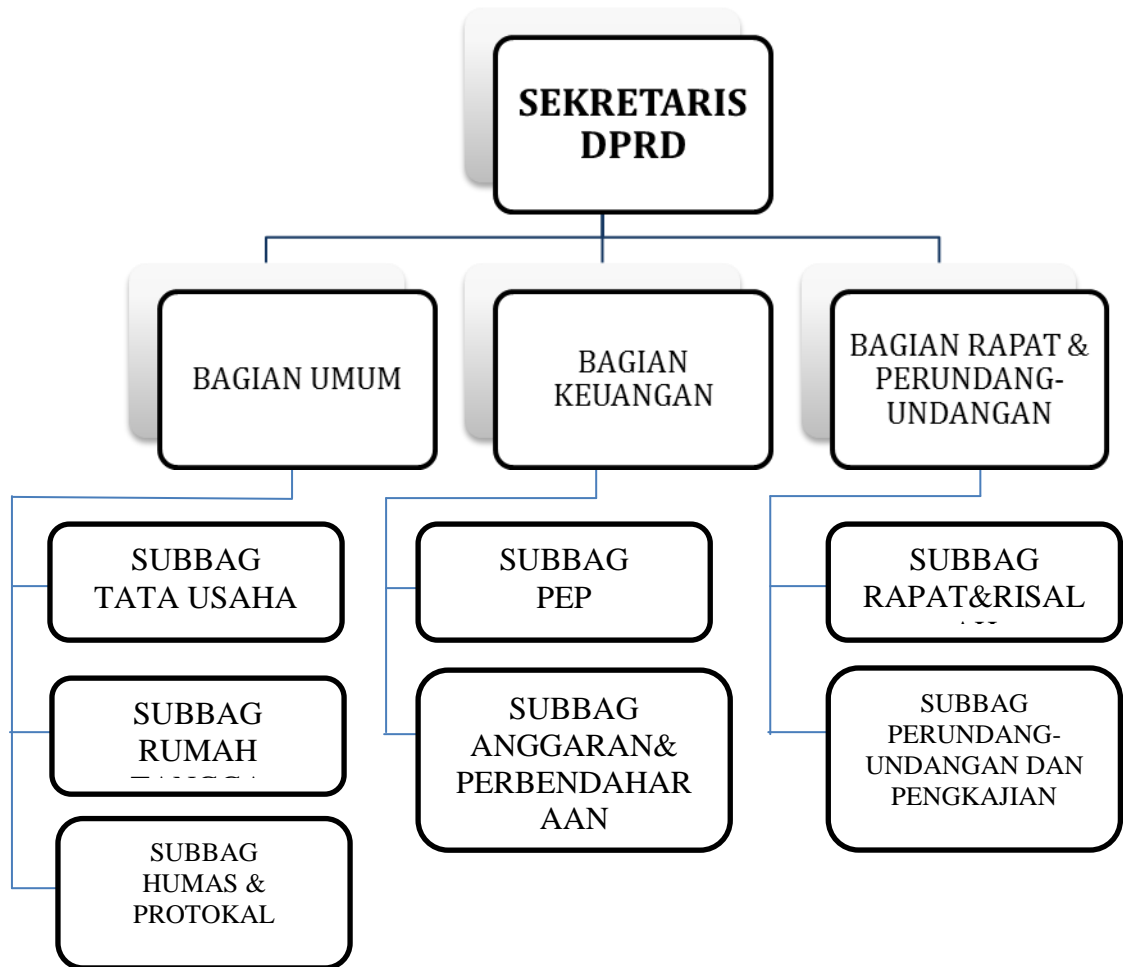 SEKRETARIS
DPRD
BAGIAN UMUM
BAGIAN
KEUANGAN
BAGIAN RAPAT &
PERUNDANG-
UNDANGAN
SUBBAG
TATA USAHA
SUBBAG
RUMAH
SUBBAG
HUMAS &
PROTOKAL
SUBBAG
PEP
SUBBAG
ANGGARAN&
PERBENDAHAR
AAN
SUBBAG
RAPAT&RISAL
SUBBAG
PERUNDANG-
UNDANGAN DAN
PENGKAJIAN